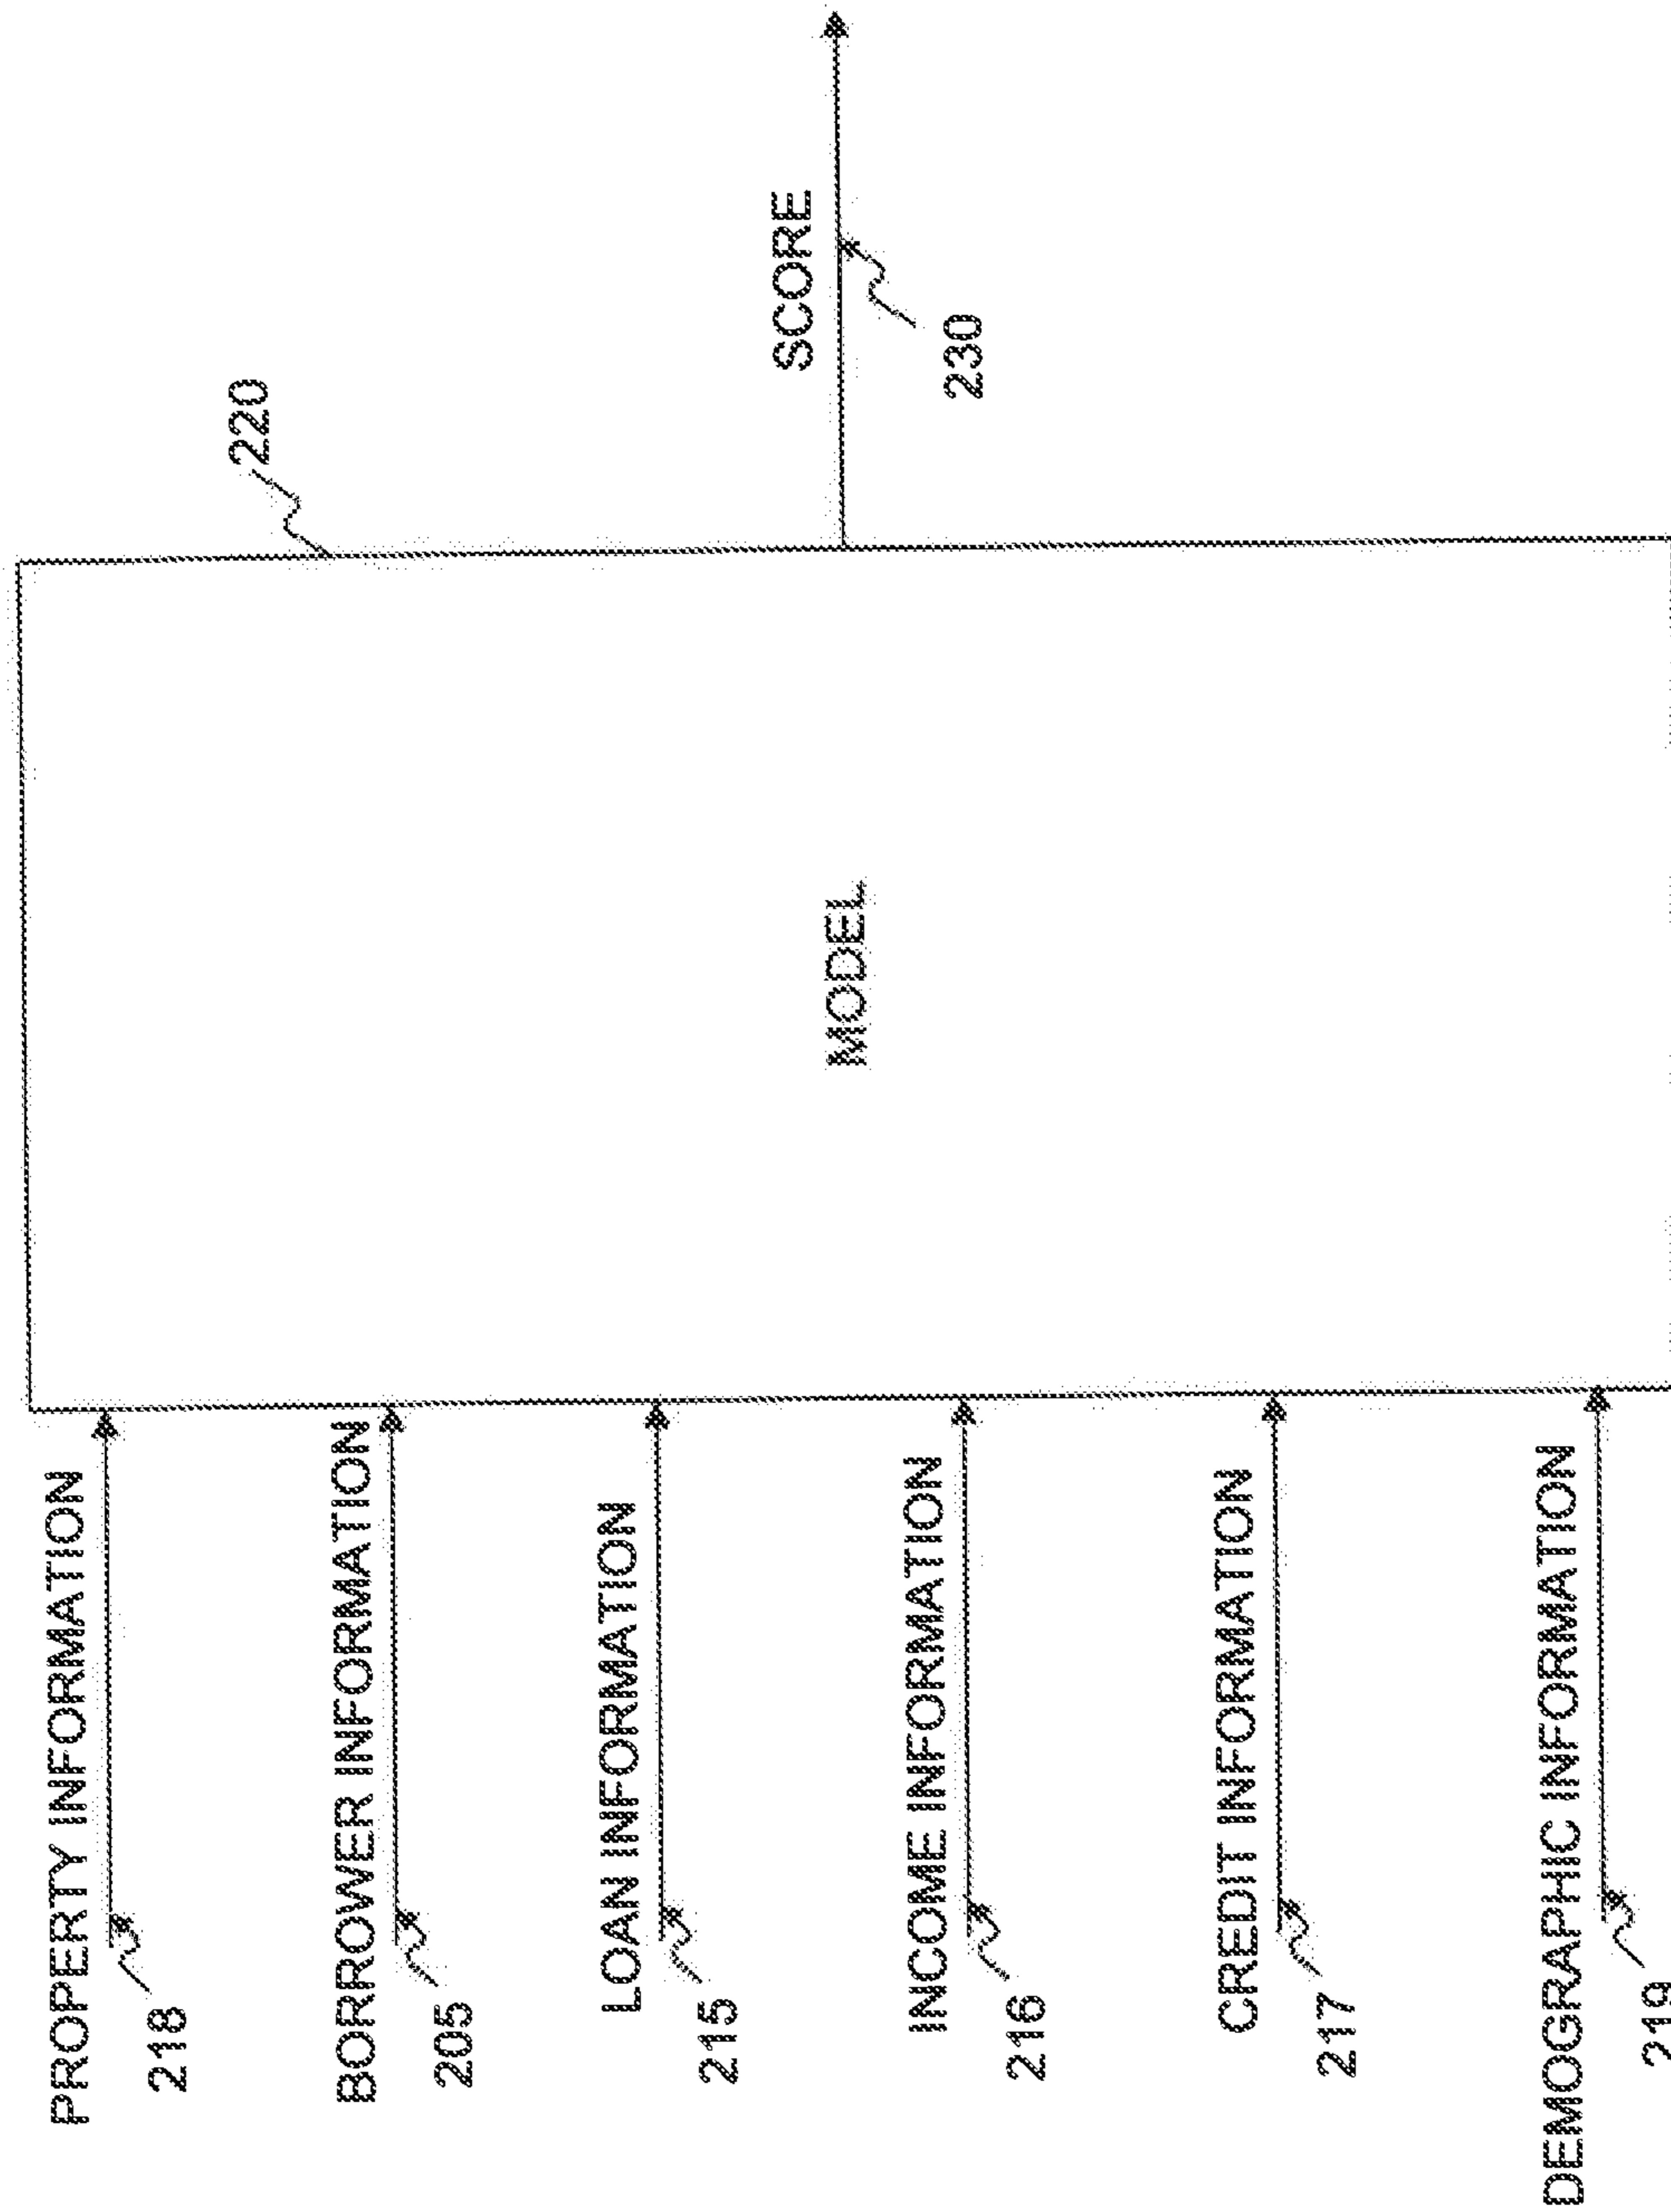 PROPERTY INFORMATION
218
BORROWER INFORMATION
205
LOAN INFORMATION
215
INCOME INFORMATION
216
CREDIT INFORMATION
217
DEMOGRAPHIC INFORMATION
219
MODEL
220
SCORE
230